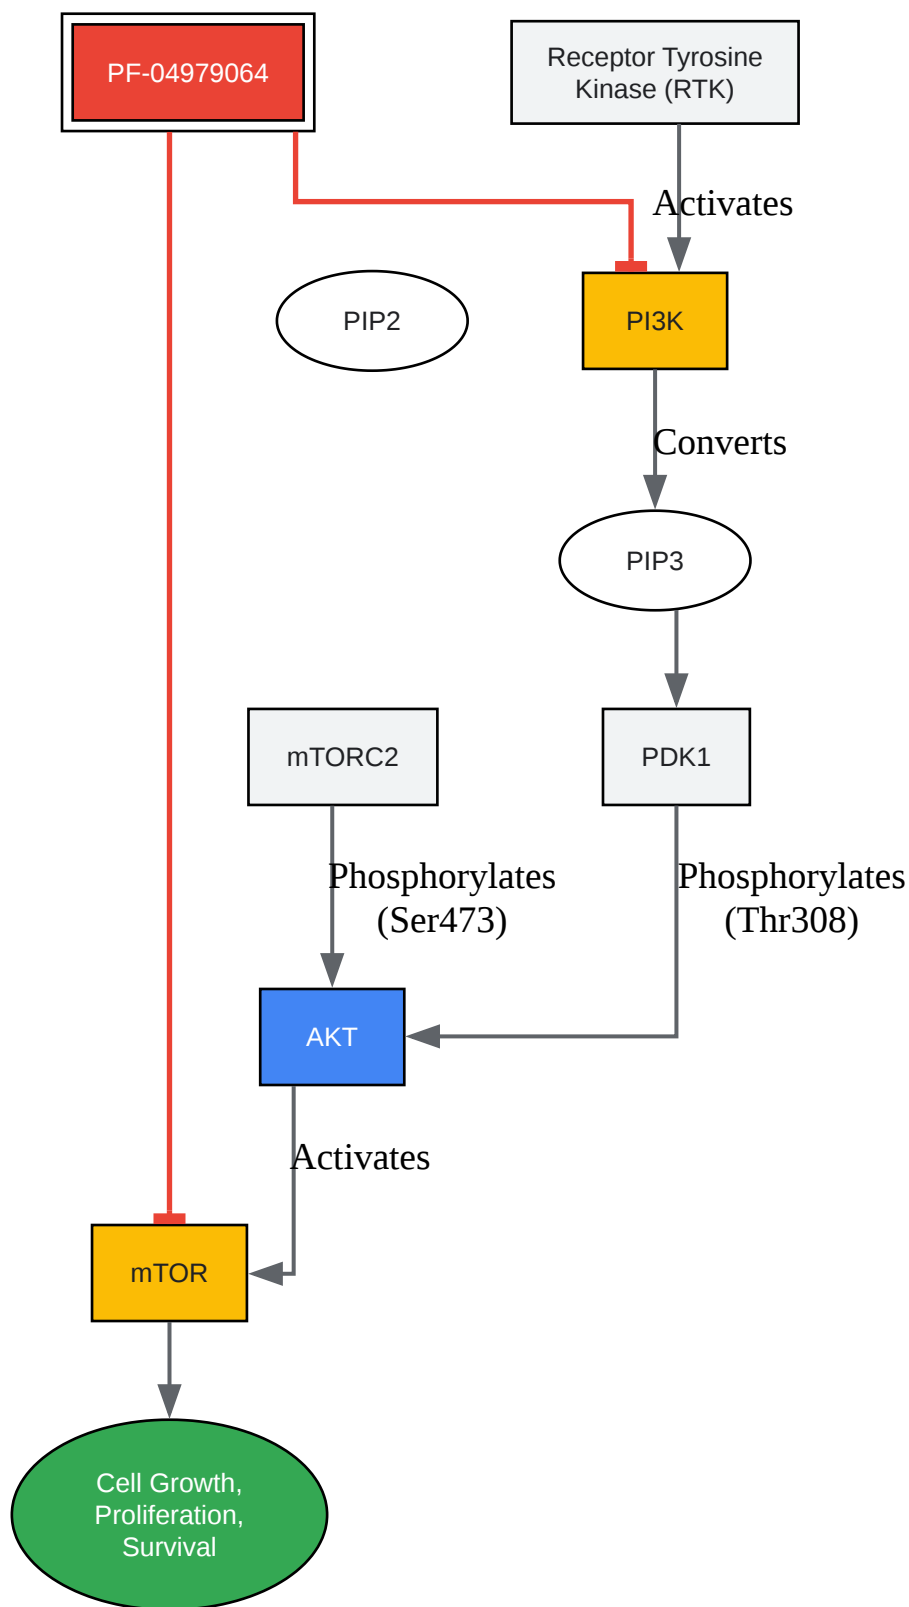 PF-04979064
Receptor Tyrosine
Kinase (RTK)
Activates
PIP2
PI3K
Converts
PIP3
mTORC2
PDK1
Phosphorylates
(Ser473)
Phosphorylates
(Thr308)
AKT
Activates
mTOR
Cell Growth,
Proliferation,
Survival